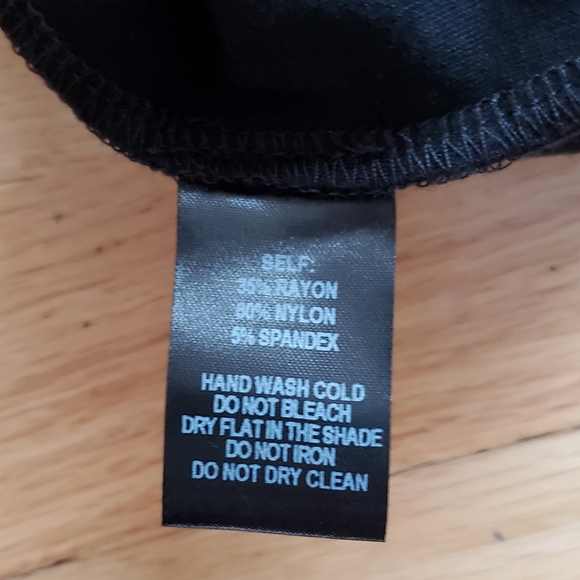 SELF:
35% RAYON
60% NYLON
5% SPANDEX
HAND WASH COLD
DO NOT BLEACH
DRY FLAT IN THE SHADE
DO NOT IRON
DO NOT DRY CLEAN